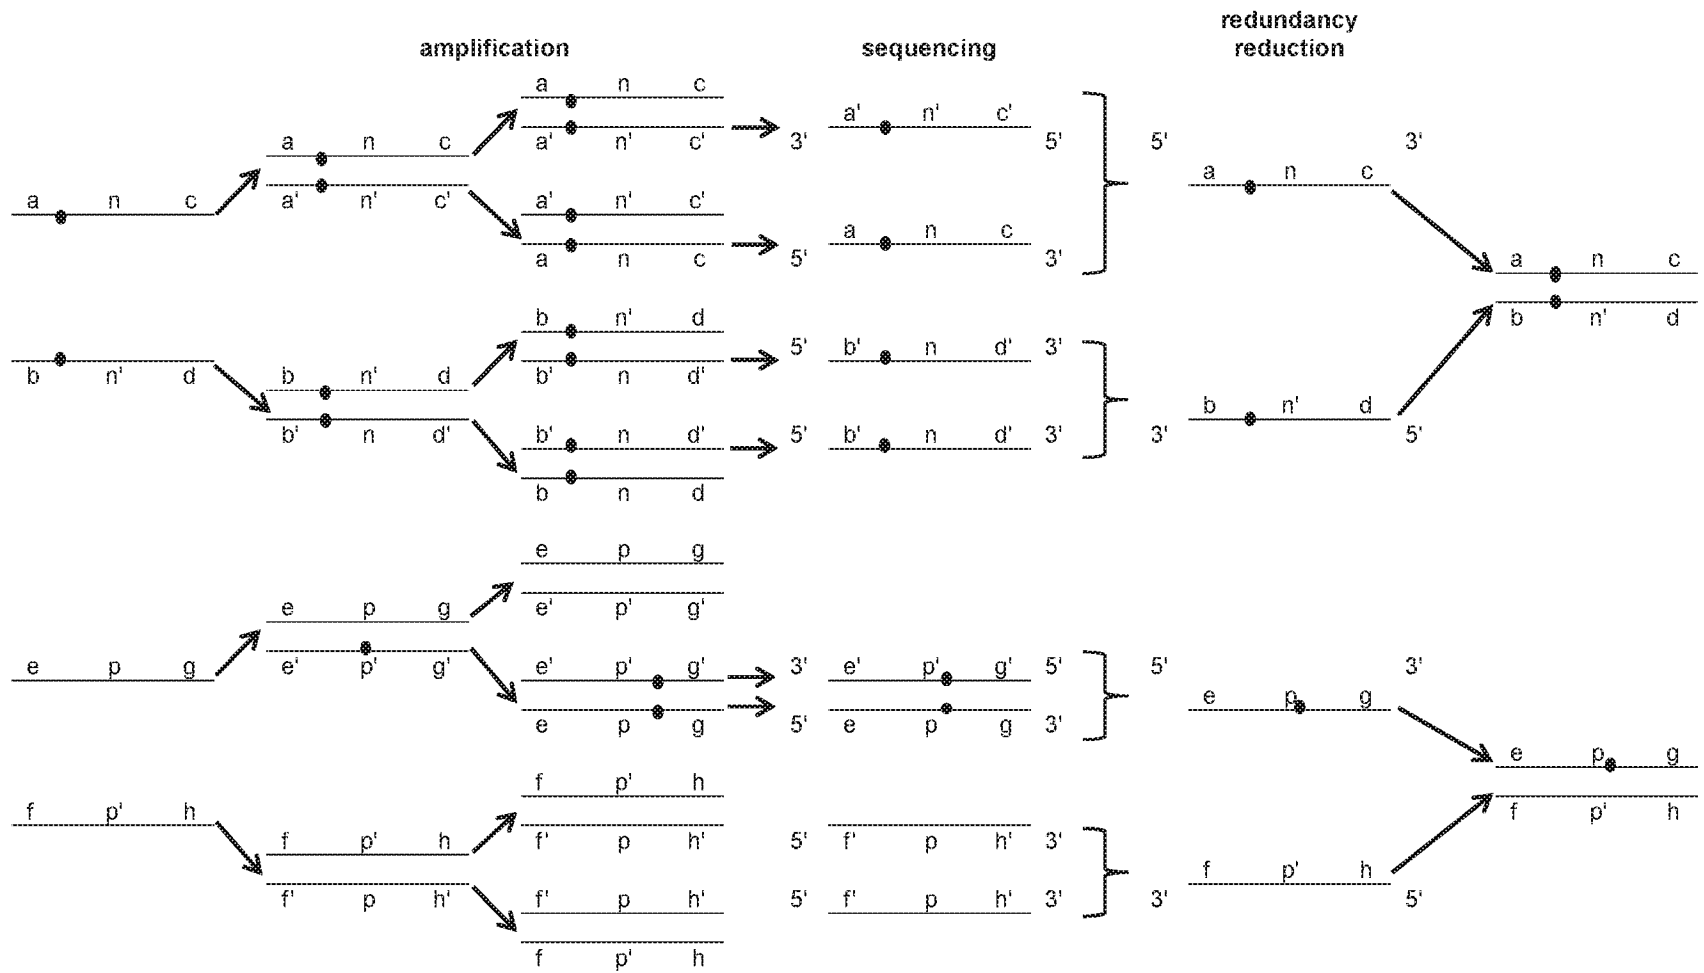 redundancy
amplification sequencing reduction
a n c
a' n' c' a' n' c'
3' 5' 5' 3'
a n c
a n c
a' n' c'
a n c
a' n' c'
a n c
a n c
5' 3'
a n c
b n' d
b n' d
b' n d'
5' b' n d' 3'
b n' d
b n' d
b' n d'
b' n d'
5' b' n d' 3'
b n' d
3' 5'
b n d
e p g
e' p' g'
e p g
e' p' g'
e p g
e' p' g'
3' e' p' g' 5' 5' 3'
e p g
5' e p g 3'
e p g
f p' h
f' p h'
5' f' p h' 3'
f p' h
f p' h
f' p h'
f' p h'
5' f' p h' 3'
f p' h
3' 5'
f p' h
f p' h